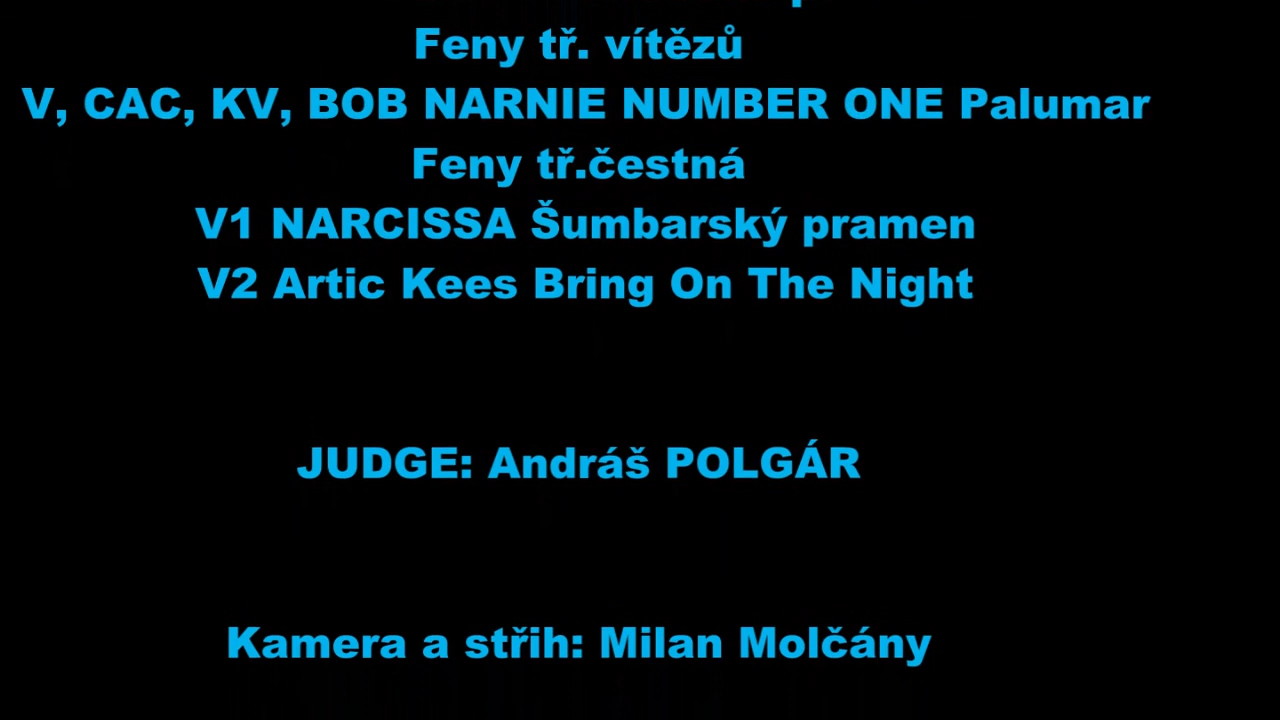 Feny tř. vítězů
V, CAC, KV, BOB NARNIE NUMBER ONE Palumar
Feny tř.čestná
V1 NARCISSA Šumbarský pramen
V2 Artic Kees Bring On The Night
JUDGE: Andráš POLGÁR
Kamera a střih: Milan Molčány